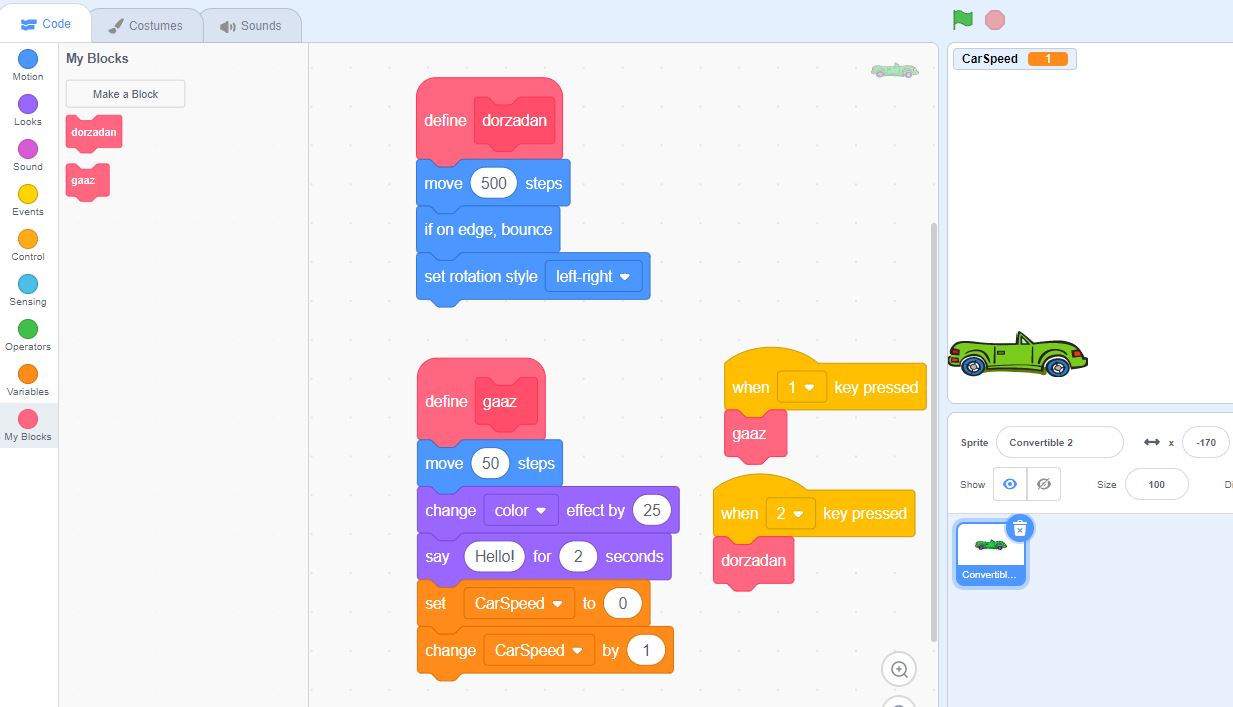 Code
Costumes
Sounds
Motion
Looks
Sound
Events
Control
Sensing
Operators
Variables
My Blocks
My Blocks
Make a Block
dorzadan
gaaz
define dorzadan
move 500 steps
if on edge, bounce
set rotation style left-right
define gaaz
move 50 steps
change color effect by 25
say Hello! for 2 seconds
set CarSpeed to 0
change CarSpeed by 1
when 1 key pressed
gaaz
when 2 key pressed
dorzadan
CarSpeed 1
Sprite Convertible 2 x -170
Show Size 100 Di
Convertibl...